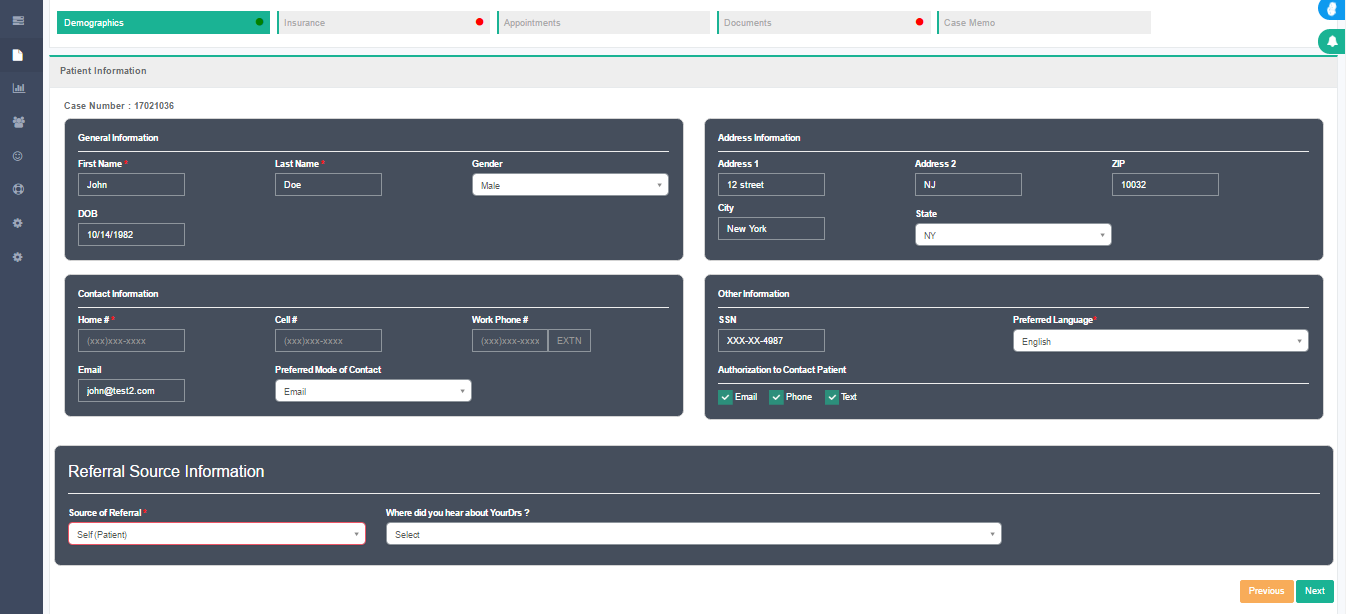 Demographics Insurance Appointments Documents Case Memo
Patient Information
Case Number : 17021036
General Information
First Name * Last Name * Gender
John Doe Male
DOB
10/14/1982
Address Information
Address 1 Address 2 ZIP
12 street NJ 10032
City State
New York NY
Contact Information
Home # * Cell # Work Phone #
(xxx)xxx-xxxx (xxx)xxx-xxxx (xxx)xxx-xxxx EXTN
Email Preferred Mode of Contact
john@test2.com Email
Other Information
SSN Preferred Language*
XXX-XX-4987 English
Authorization to Contact Patient
Email Phone Text
Referral Source Information
Source of Referral * Where did you hear about YourDrs ?
Self (Patient) Select
Previous Next